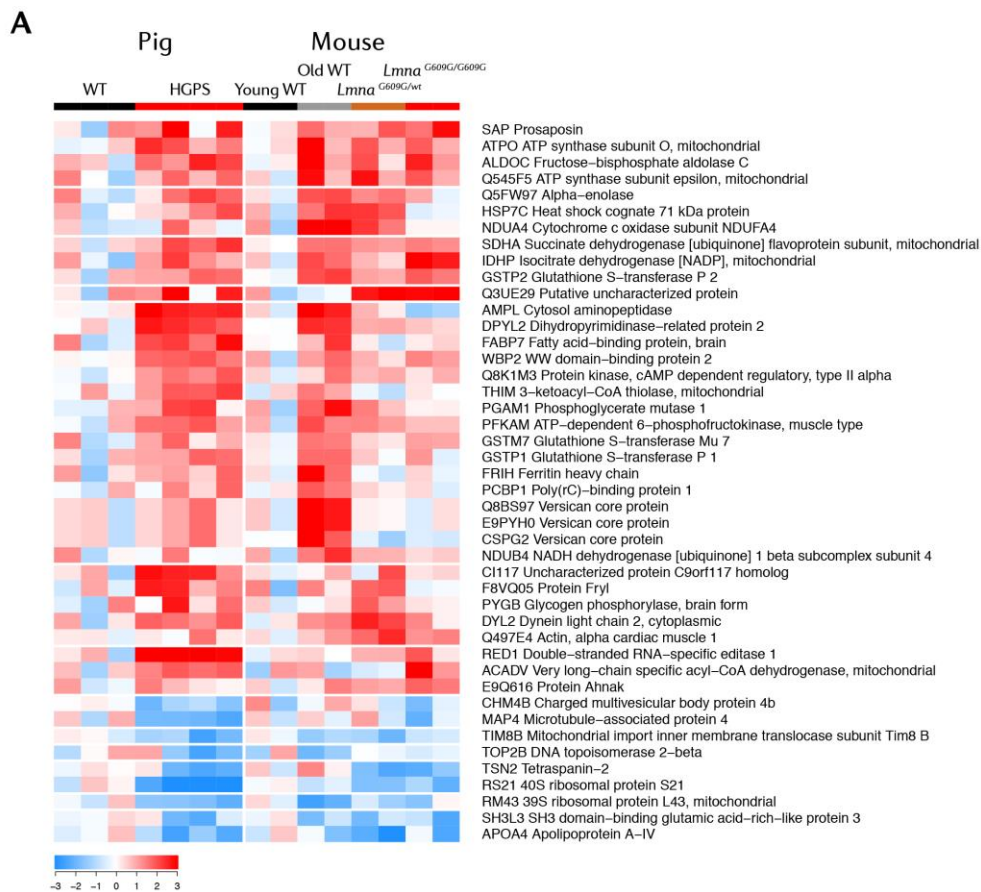 A
Pig
Mouse
WT
HGPS
Young WT
Old WT
Lmna G609G/wt
Lmna G609G/G609G
SAP Prosaposin
ATPO ATP synthase subunit O, mitochondrial
ALDOC Fructose−bisphosphate aldolase C
Q545F5 ATP synthase subunit epsilon, mitochondrial
Q5FW97 Alpha−enolase
HSP7C Heat shock cognate 71 kDa protein
NDUA4 Cytochrome c oxidase subunit NDUFA4
SDHA Succinate dehydrogenase [ubiquinone] flavoprotein subunit, mitochondrial
IDHP Isocitrate dehydrogenase [NADP], mitochondrial
GSTP2 Glutathione S−transferase P 2
Q3UE29 Putative uncharacterized protein
AMPL Cytosol aminopeptidase
DPYL2 Dihydropyrimidinase−related protein 2
FABP7 Fatty acid−binding protein, brain
WBP2 WW domain−binding protein 2
Q8K1M3 Protein kinase, cAMP dependent regulatory, type II alpha
THIM 3−ketoacyl−CoA thiolase, mitochondrial
PGAM1 Phosphoglycerate mutase 1
PFKAM ATP−dependent 6−phosphofructokinase, muscle type
GSTM7 Glutathione S−transferase Mu 7
GSTP1 Glutathione S−transferase P 1
FRIH Ferritin heavy chain
PCBP1 Poly(rC)−binding protein 1
Q8BS97 Versican core protein
E9PYH0 Versican core protein
CSPG2 Versican core protein
NDUB4 NADH dehydrogenase [ubiquinone] 1 beta subcomplex subunit 4
CI117 Uncharacterized protein C9orf117 homolog
F8VQ05 Protein Fryl
PYGB Glycogen phosphorylase, brain form
DYL2 Dynein light chain 2, cytoplasmic
Q497E4 Actin, alpha cardiac muscle 1
RED1 Double−stranded RNA−specific editase 1
ACADV Very long−chain specific acyl−CoA dehydrogenase, mitochondrial
E9Q616 Protein Ahnak
CHM4B Charged multivesicular body protein 4b
MAP4 Microtubule−associated protein 4
TIM8B Mitochondrial import inner membrane translocase subunit Tim8 B
TOP2B DNA topoisomerase 2−beta
TSN2 Tetraspanin−2
RS21 40S ribosomal protein S21
RM43 39S ribosomal protein L43, mitochondrial
SH3L3 SH3 domain−binding glutamic acid−rich−like protein 3
APOA4 Apolipoprotein A−IV
−3 −2 −1 0 1 2 3